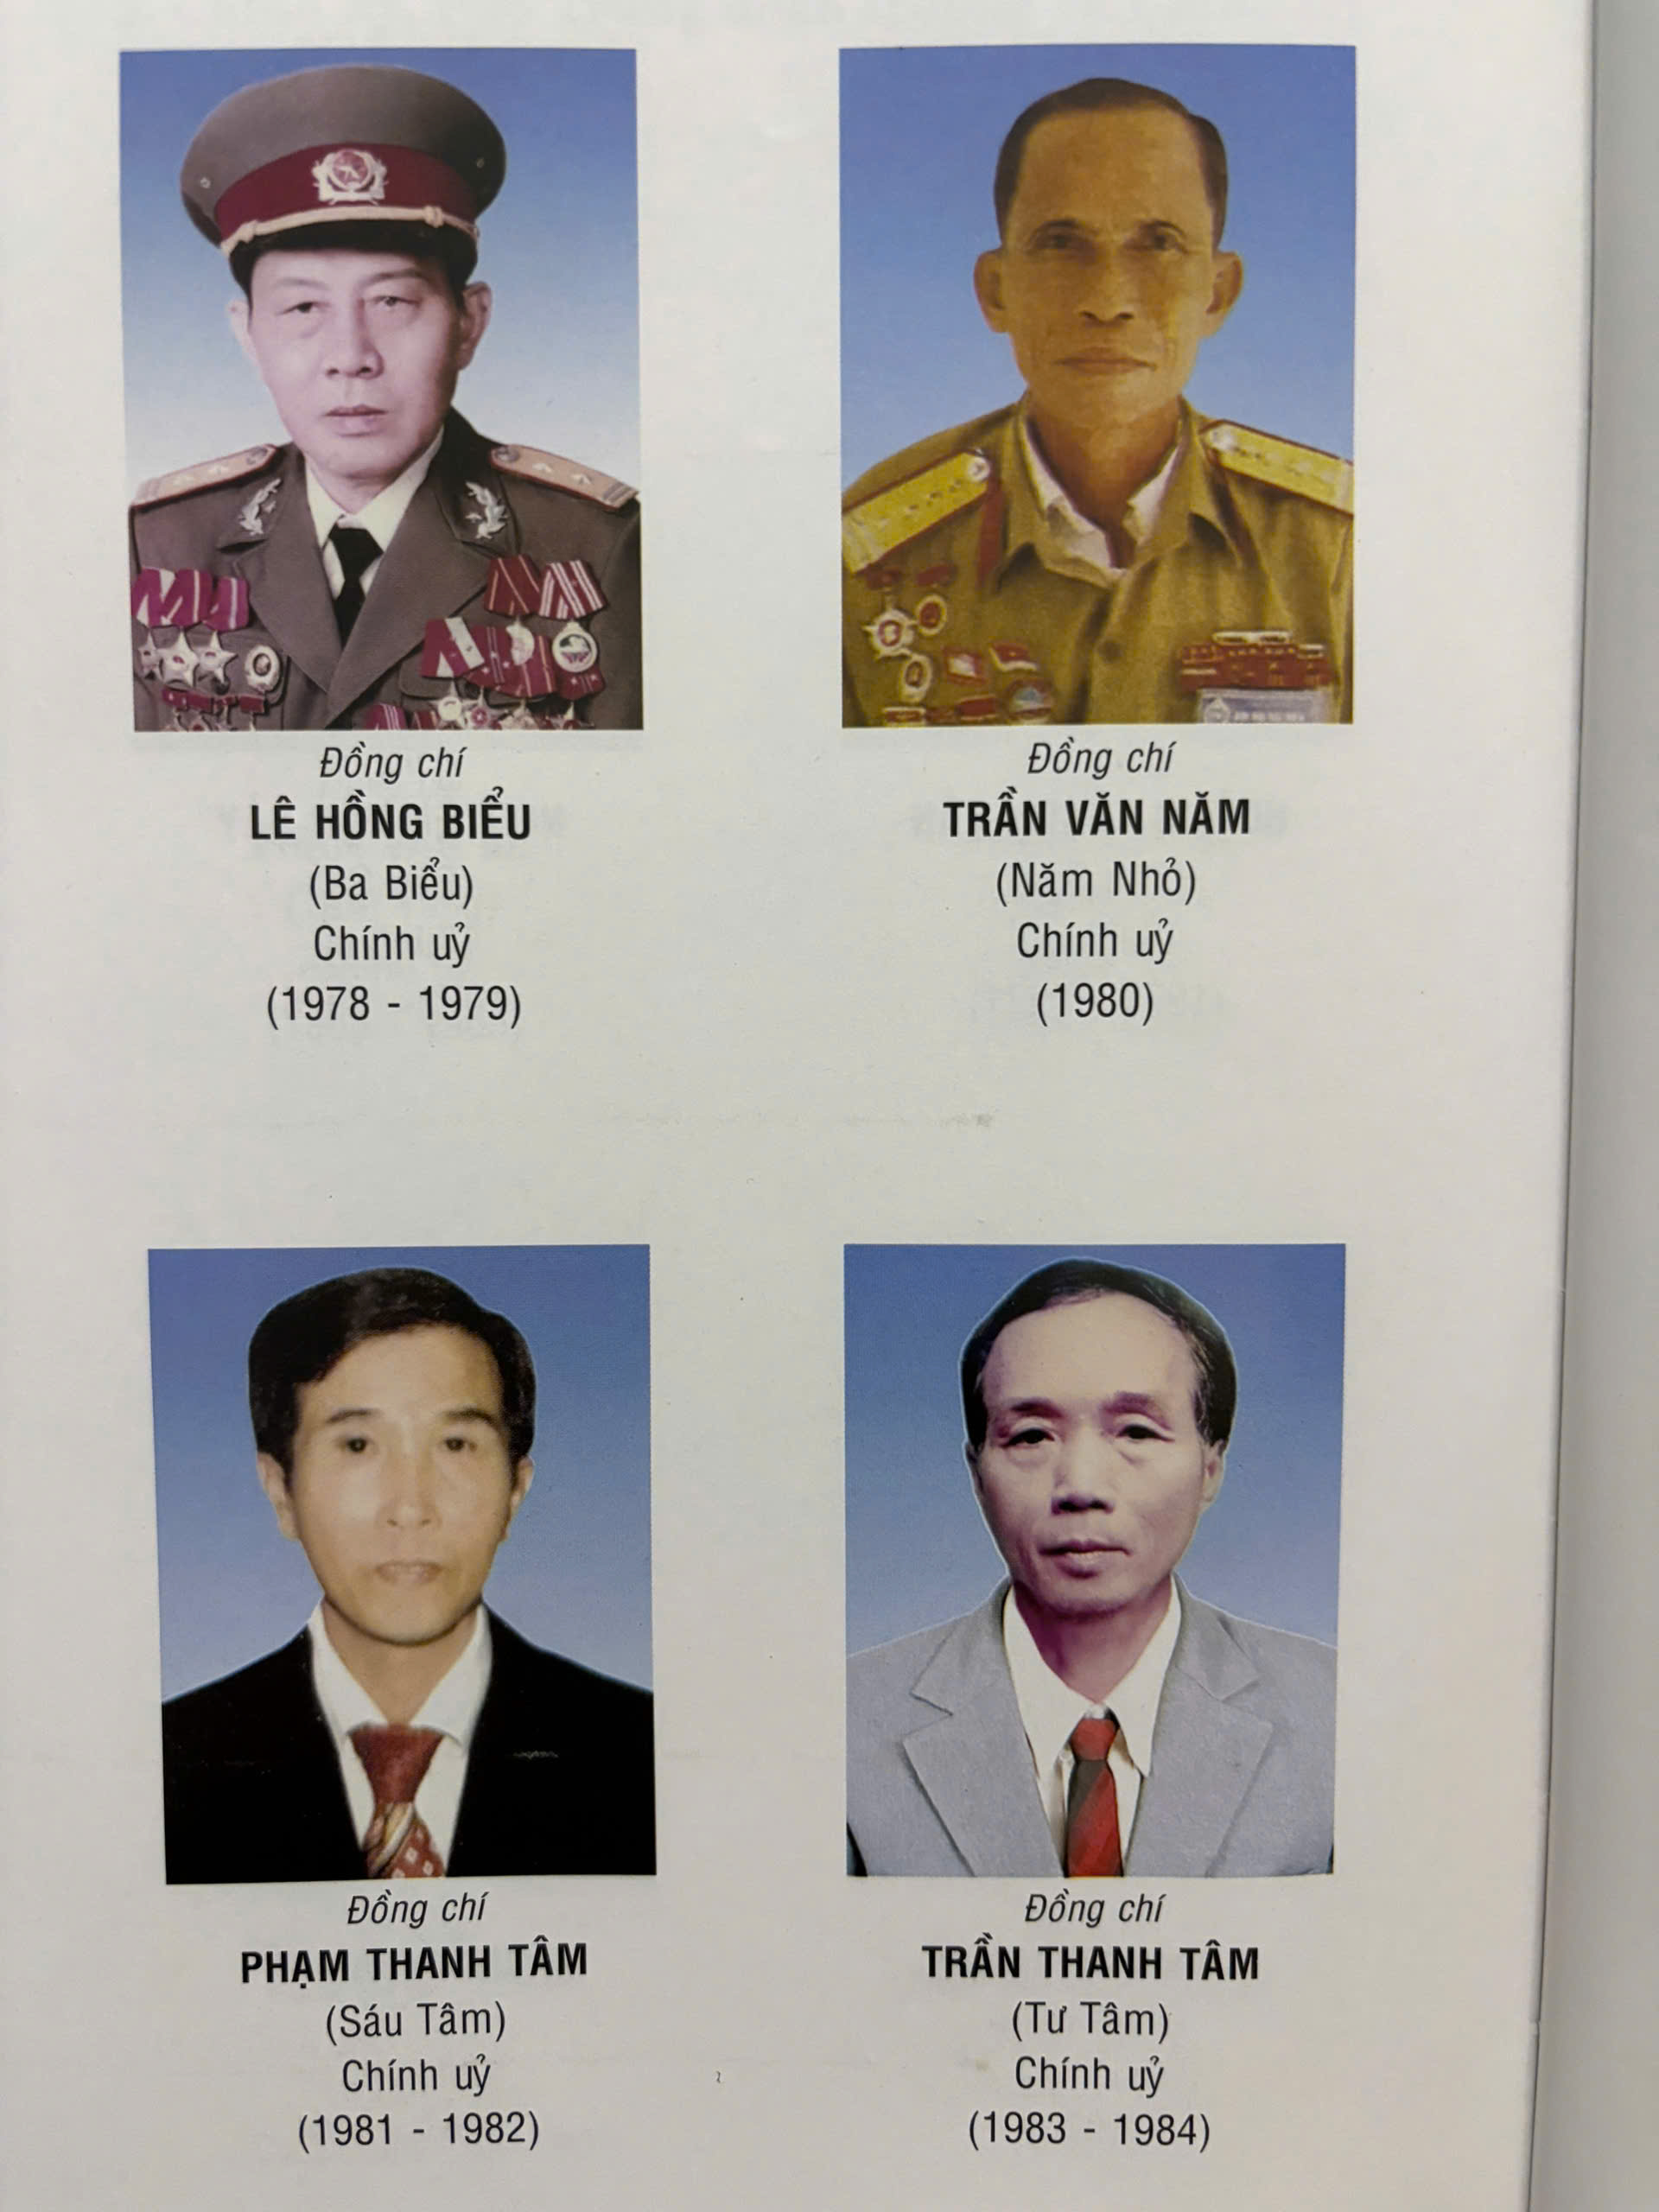 Đồng chí
LÊ HỒNG BIỂU
(Ba Biểu)
Chính uỷ
(1978 - 1979)
Đồng chí
TRẦN VĂN NĂM
(Năm Nhỏ)
Chính uỷ
(1980)
Đồng chí
PHẠM THANH TÂM
(Sáu Tâm)
Chính uỷ
(1981 - 1982)
Đồng chí
TRẦN THANH TÂM
(Tư Tâm)
Chính uỷ
(1983 - 1984)